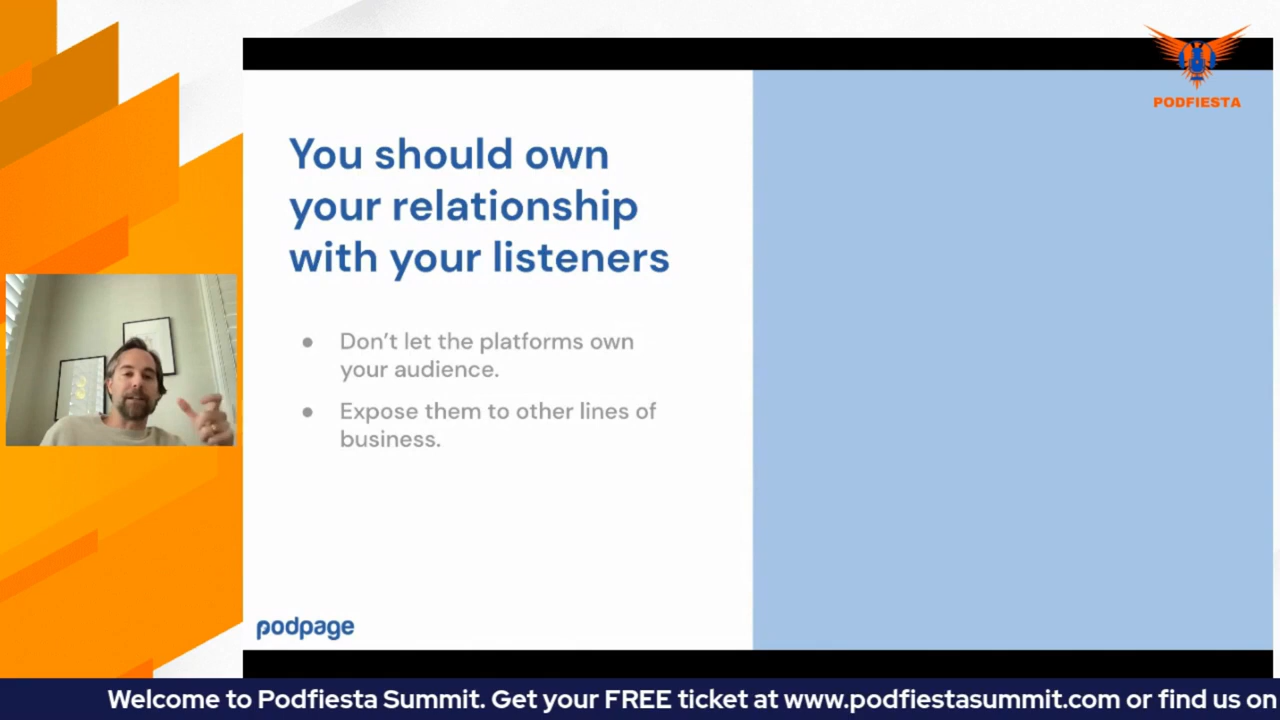 PODFIESTA
You should own
your relationship
with your listeners
● Don't let the platforms own
your audience.
● Expose them to other lines of
business.
podpage
Welcome to Podfiesta Summit. Get your FREE ticket at www.podfiestasummit.com or find us on